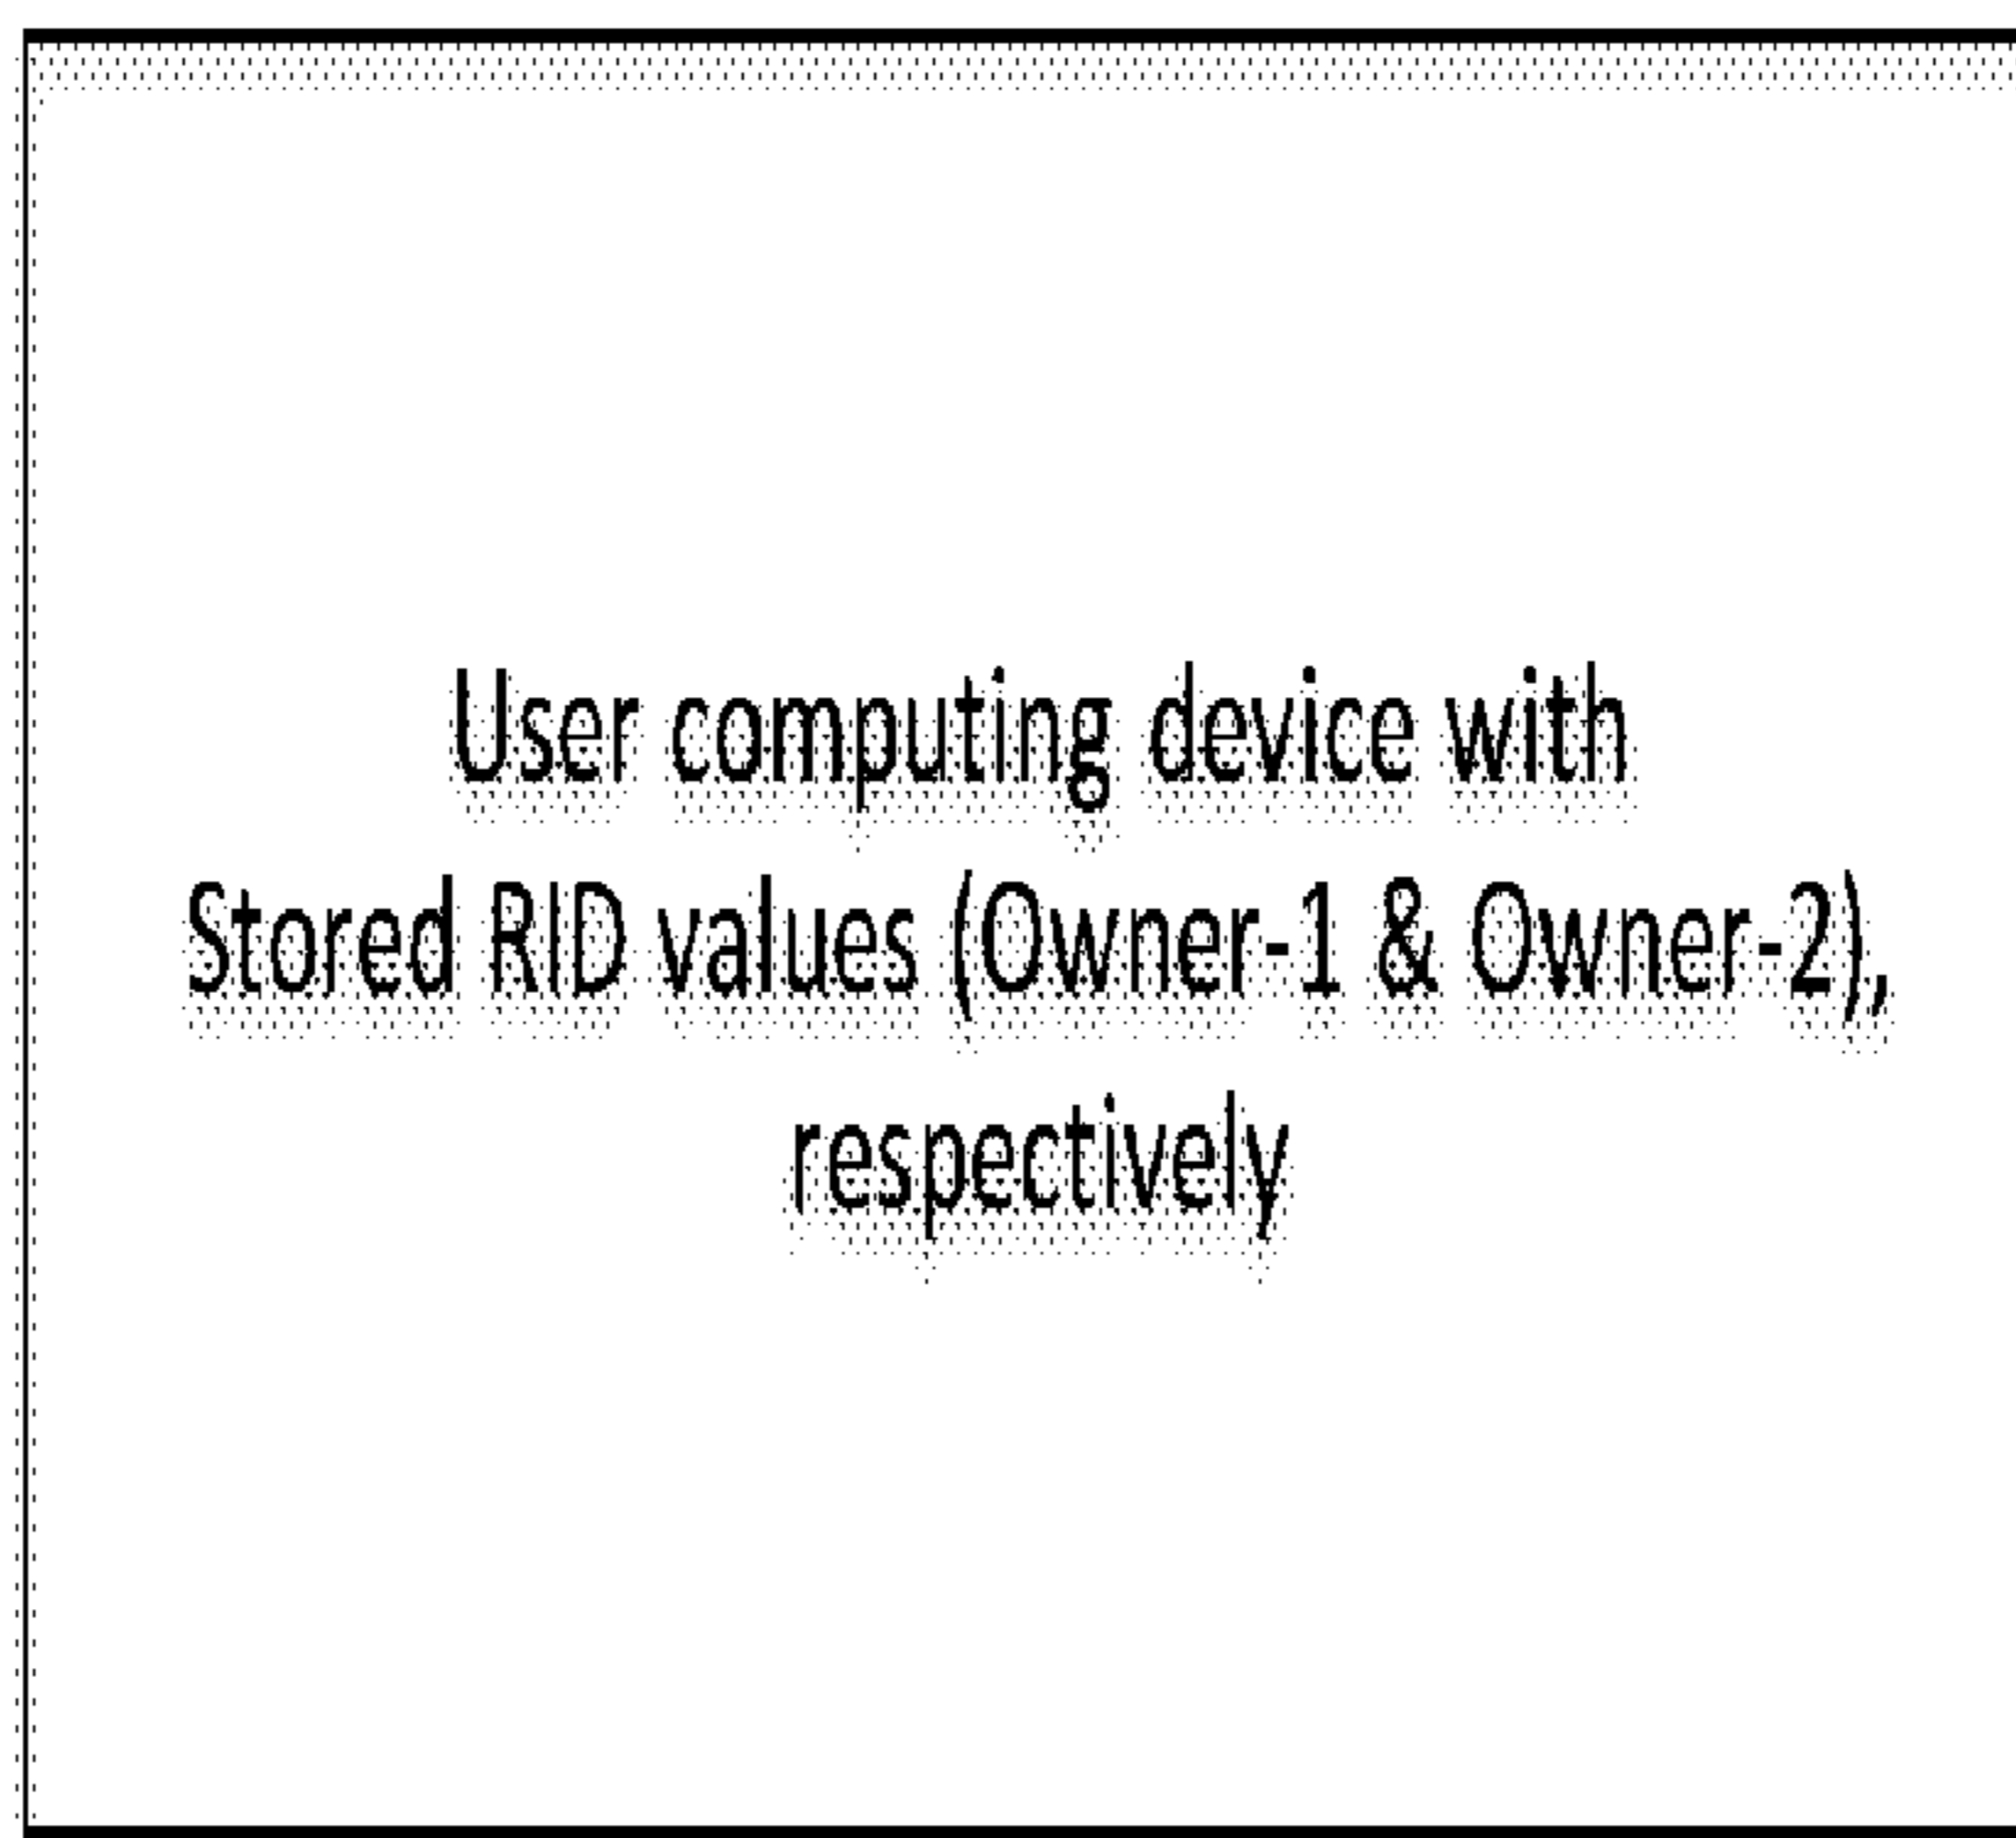 User computing device with
Stored RID values (Owner-1 & Owner-2),
respectively